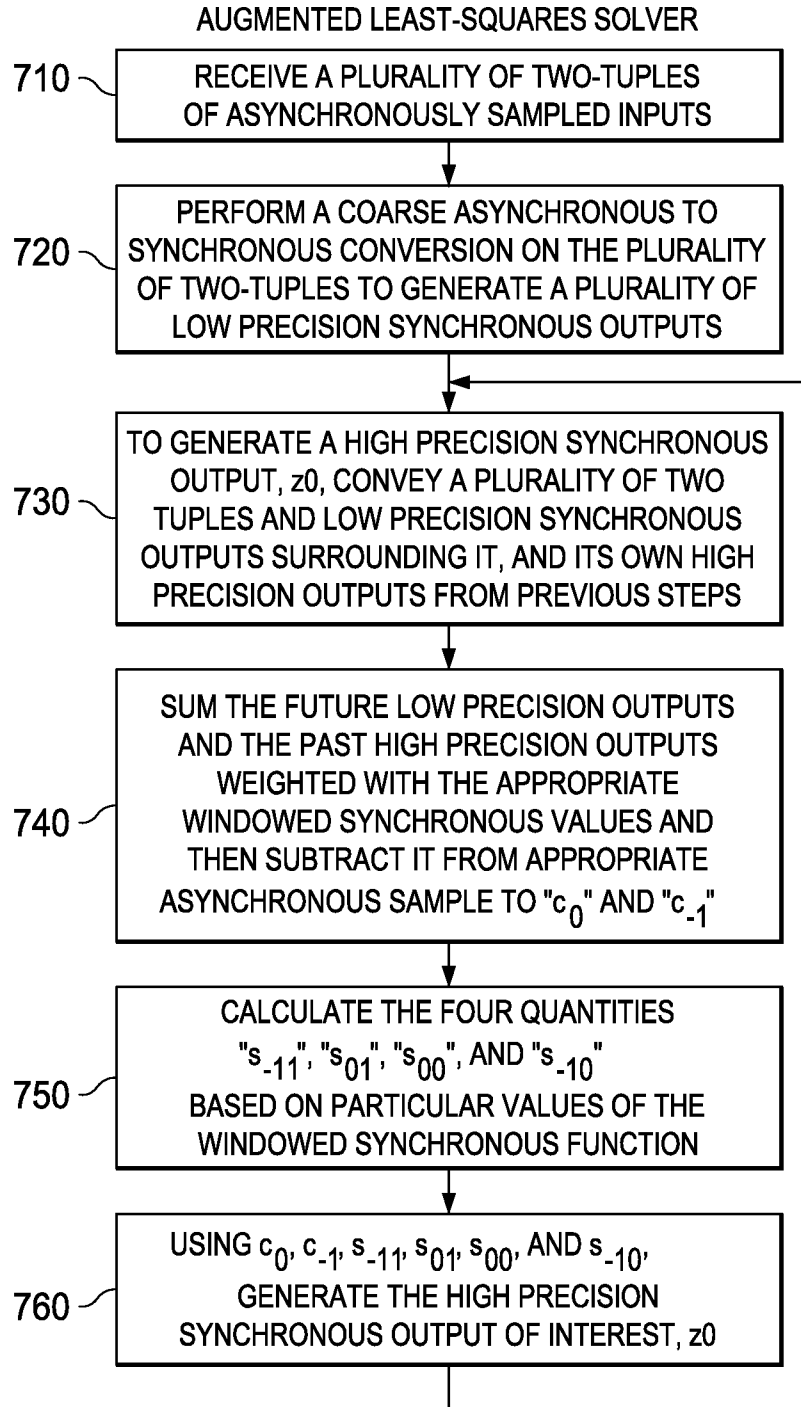 AUGMENTED LEAST-SQUARES SOLVER
710
RECEIVE A PLURALITY OF TWO-TUPLES
OF ASYNCHRONOUSLY SAMPLED INPUTS
720
PERFORM A COARSE ASYNCHRONOUS TO
SYNCHRONOUS CONVERSION ON THE PLURALITY
OF TWO-TUPLES TO GENERATE A PLURALITY OF
LOW PRECISION SYNCHRONOUS OUTPUTS
730
TO GENERATE A HIGH PRECISION SYNCHRONOUS
OUTPUT, z0, CONVEY A PLURALITY OF TWO
TUPLES AND LOW PRECISION SYNCHRONOUS
OUTPUTS SURROUNDING IT, AND ITS OWN HIGH
PRECISION OUTPUTS FROM PREVIOUS STEPS
740
SUM THE FUTURE LOW PRECISION OUTPUTS
AND THE PAST HIGH PRECISION OUTPUTS
WEIGHTED WITH THE APPROPRIATE
WINDOWED SYNCHRONOUS VALUES AND
THEN SUBTRACT IT FROM APPROPRIATE
ASYNCHRONOUS SAMPLE TO "c₀" AND "c₋₁"
750
CALCULATE THE FOUR QUANTITIES
"s₋₁₁", "s₀₁", "s₀₀", AND "s₋₁₀"
BASED ON PARTICULAR VALUES OF THE
WINDOWED SYNCHRONOUS FUNCTION
760
USING c₀, c₋₁, s₋₁₁, s₀₁, s₀₀, AND s₋₁₀,
GENERATE THE HIGH PRECISION
SYNCHRONOUS OUTPUT OF INTEREST, z0